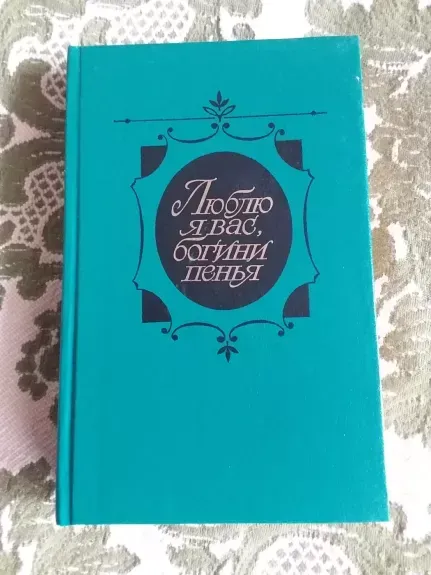 Люблю
я вас,
богини
пенья